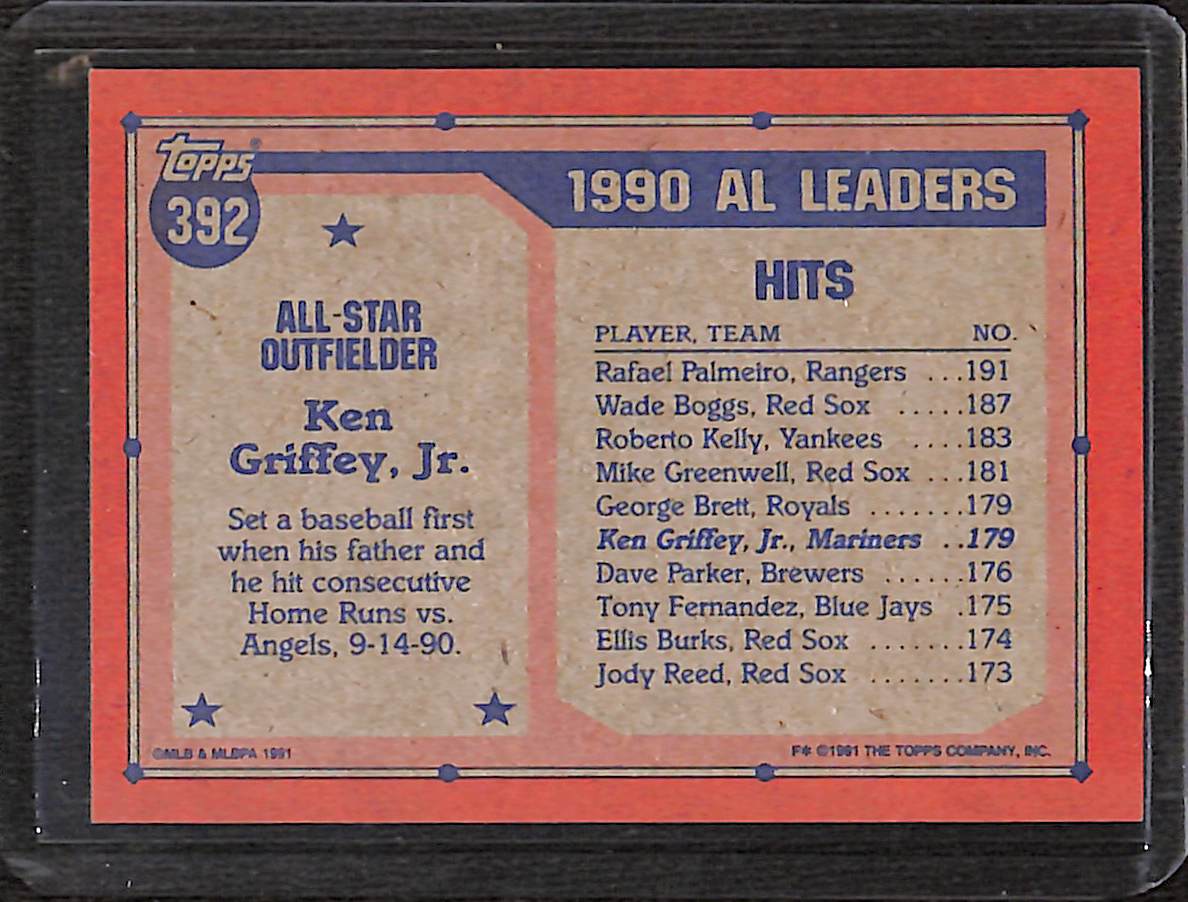 Topps®
392
1990 AL LEADERS
ALL-STAR
OUTFIELDER
Ken
Griffey, Jr.
Set a baseball first
when his father and
he hit consecutive
Home Runs vs.
Angels, 9-14-90.
HITS
PLAYER, TEAM NO.
Rafael Palmeiro, Rangers ...191
Wade Boggs, Red Sox .....187
Roberto Kelly, Yankees ....183
Mike Greenwell, Red Sox ...181
George Brett, Royals .......179
Ken Griffey, Jr., Mariners ..179
Dave Parker, Brewers ......176
Tony Fernandez, Blue Jays .175
Ellis Burks, Red Sox .......174
Jody Reed, Red Sox .......173
©MLB & MLBPA 1991
F* ©1991 THE TOPPS COMPANY, INC.